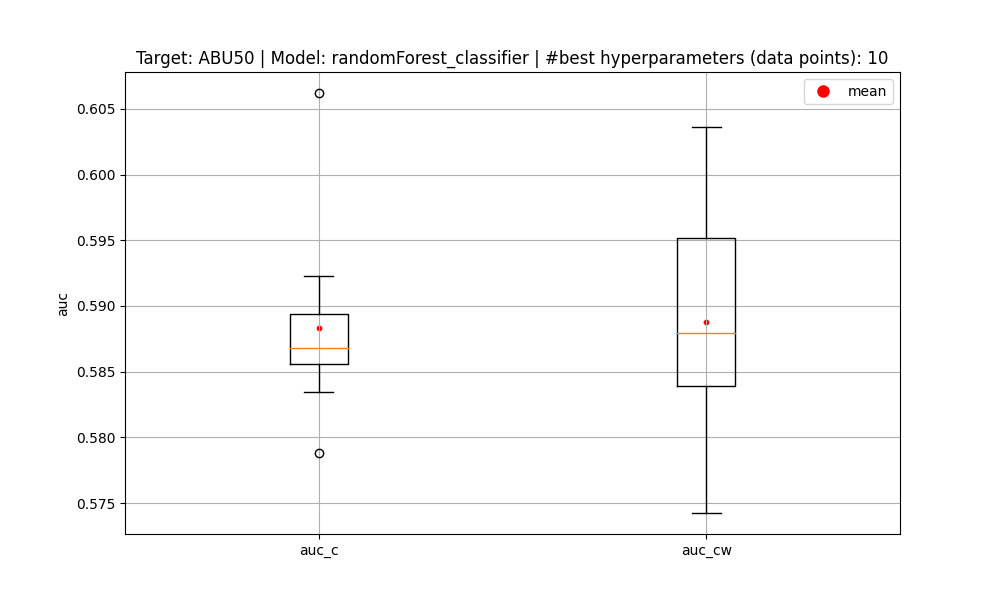 Target: ABU50 | Model: randomForest_classifier | #best hyperparameters (data points): 10
mean
0.605
0.600
0.595
0.590
0.585
0.580
0.575
auc
auc_c
auc_cw